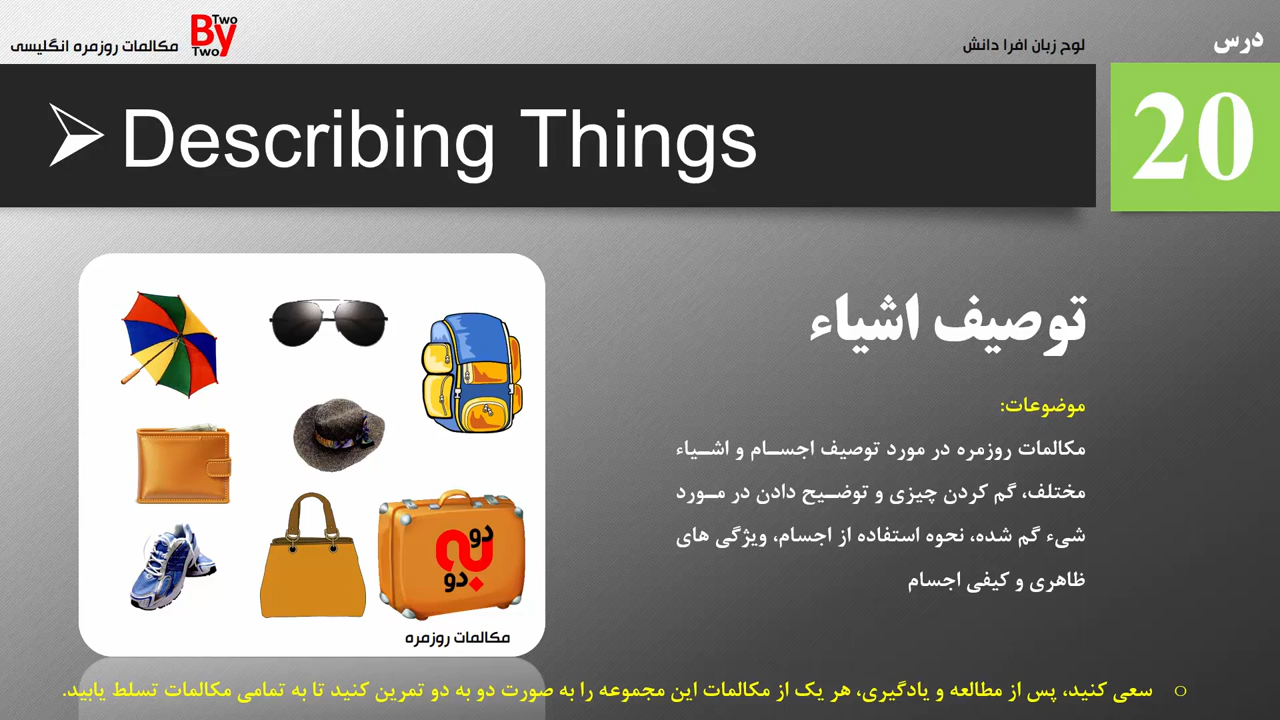 درس
لوح زبان افرا دانش
Two
By
Two
مکالمات روزمره انگلیسی
20
Describing Things
توصیف اشیاء
موضوعات:
مکالمات روزمره در مورد توصیف اجسـام و اشـیاء
مختلف، گم کردن چیزی و توضـیح دادن در مـورد
شیء گم شده، نحوه استفاده از اجسام، ویژگی های
ظاهری و کیفی اجسام
دو
به
دو
مکالمات روزمره
○ سعی کنید، پس از مطالعه و یادگیری، هر یک از مکالمات این مجموعه را به صورت دو به دو تمرین کنید تا به تمامی مکالمات تسلط یابید.